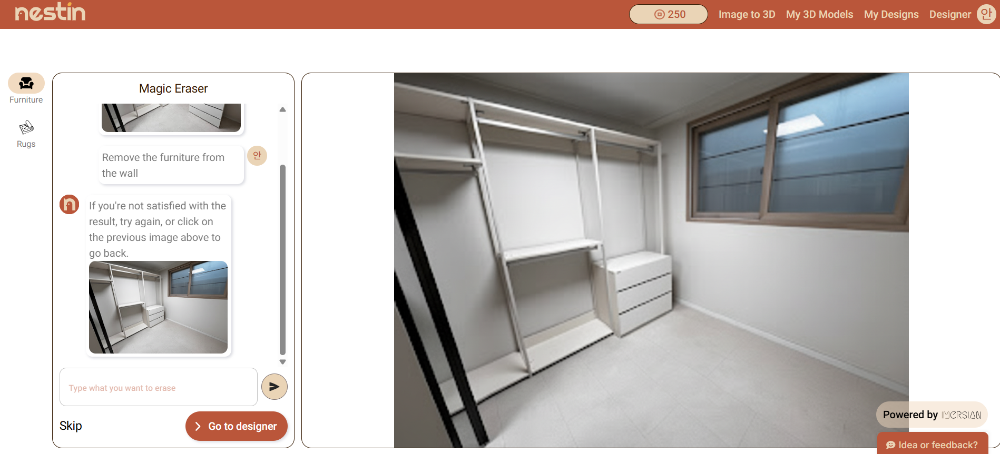 nestin
250
Image to 3D
My 3D Models
My Designs
Designer
안
Furniture
Rugs
Magic Eraser
Remove the furniture from
the wall
안
n
If you're not satisfied with the
result, try again, or click on
the previous image above to
go back.
Type what you want to erase
Skip
Go to designer
Powered by IMERSIAN
Idea or feedback?